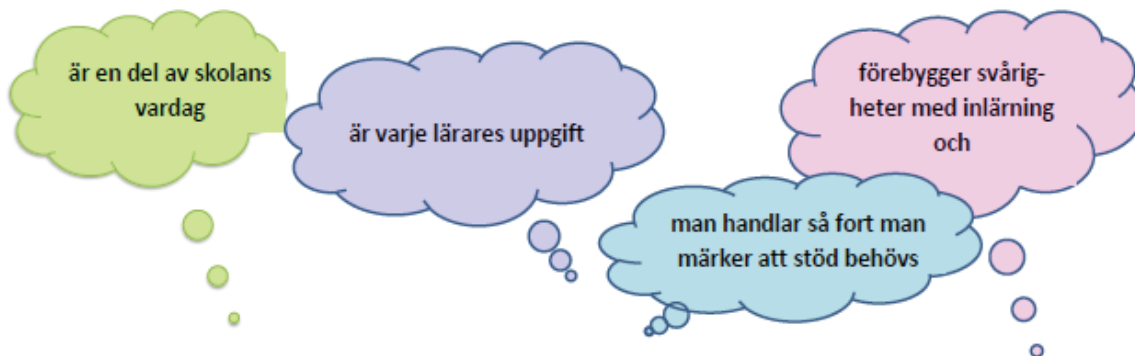 är en del av skolans
vardag
är varje lärares uppgift
förebygger svårig-
heter med inlärning
och
man handlar så fort man
märker att stöd behövs